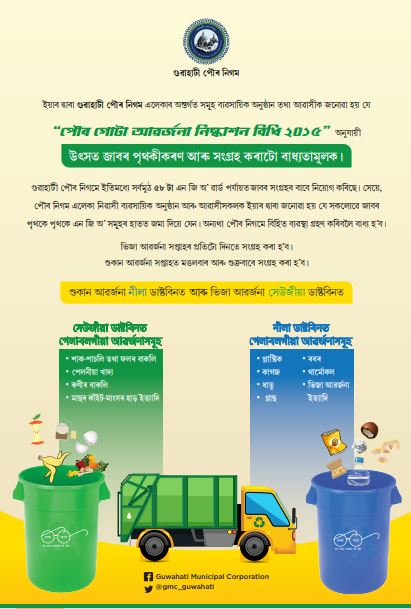 গুৱাহাটী পৌৰ নিগম
ইয়াৰ দ্বাৰা গুৱাহাটী পৌৰ নিগম এলেকাৰ অন্তৰ্গত সমূহ ব্যৱসায়িক অনুষ্ঠান তথা আৱাসীক জনোৱা হয় যে
“পৌৰ গোটা আৱৰ্জনা নিষ্কাশন বিধি ২০১৫” অনুযায়ী
উৎসত জাবৰ পৃথকীকৰণ আৰু সংগ্ৰহ কৰাটো বাধ্যতামূলক।
গুৱাহাটী পৌৰ নিগমে ইতিমধ্যে সৰ্বমুঠ ৫৮ টা এন জি অ' ৱাৰ্ড পৰ্য্যায়ত জাবৰ সংগ্ৰহৰ বাবে নিয়োগ কৰিছে। সেয়ে,
পৌৰ নিগম এলেকা নিৱাসী ব্যৱসায়িক অনুষ্ঠান আৰু আৱাসীসকলক ইয়াৰ দ্বাৰা জনোৱা হয় যে সকলোৱে জাবৰ
পৃথকে পৃথকে এন জি অ' সমূহৰ হাতত জমা দিয়ে যেন। অন্যথা পৌৰ নিগমে বিহিত ব্যৱস্থা গ্ৰহণ কৰিবলৈ বাধ্য হ'ব।
ভিজা আৱৰ্জনা সপ্তাহৰ প্ৰতিটো দিনতে সংগ্ৰহ কৰা হ'ব।
শুকান আৱৰ্জনা সপ্তাহত মঙলবাৰ আৰু শুক্ৰবাৰে সংগ্ৰহ কৰা হ'ব।
শুকান আৱৰ্জনা নীলা ডাষ্টবিনত আৰু ভিজা আৱৰ্জনা সেউজীয়া ডাষ্টবিনত
সেউজীয়া ডাষ্টবিনত
পেলাবলগীয়া আৱৰ্জনাসমূহ
• শাক-পাচলি তথা ফলৰ বাকলি
• পেলনীয়া খাদ্য
• কণীৰ বাকলি
• মাছৰ কাঁইট-মাংসৰ হাড় ইত্যাদি
নীলা ডাষ্টবিনত
পেলাবলগীয়া আৱৰ্জনাসমূহ
• প্লাষ্টিক
• কাগজ
• ধাতু
• গ্লাছ
• ৰবৰ
• থাৰ্মোকল
• ভিজা আৱৰ্জনা
ইত্যাদি
Guwahati Municipal Corporation
@gmc_guwahati